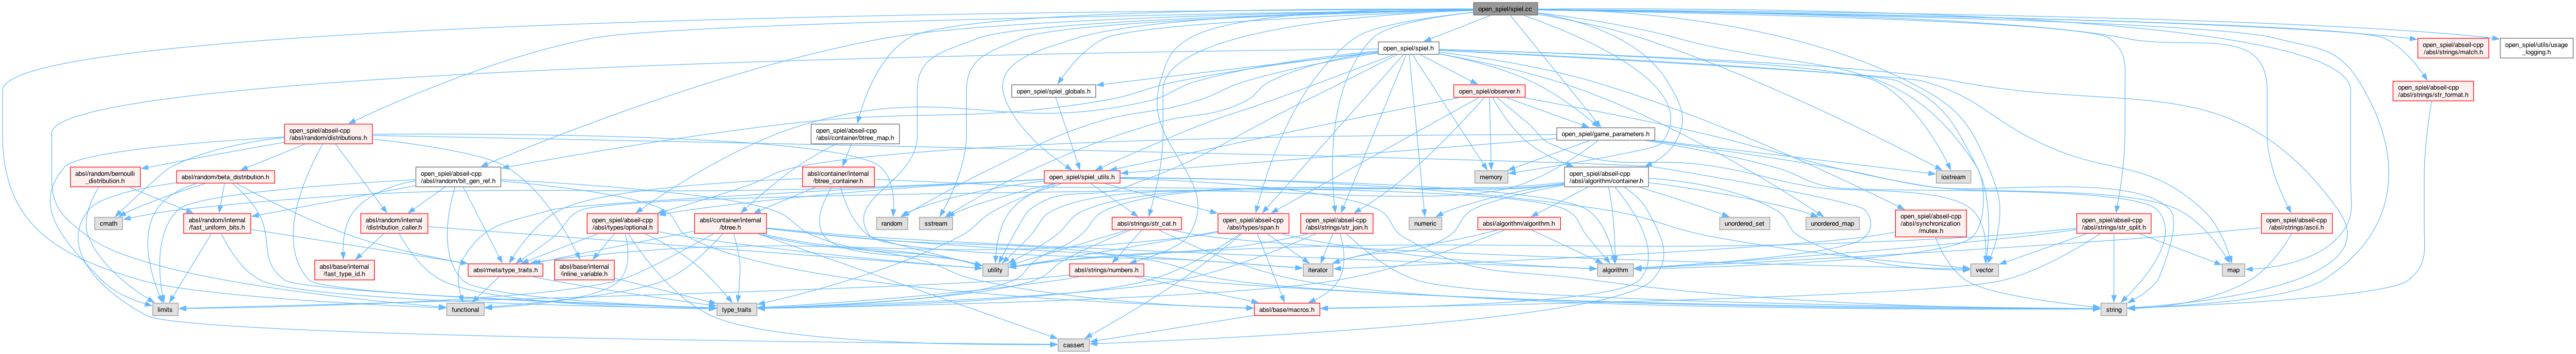 open_spiel/spiel.cc
open_spiel/spiel.h
open_spiel/abseil-cpp
/absl/strings/match.h
open_spiel/utils/usage
_logging.h
open_spiel/spiel_globals.h
open_spiel/observer.h
open_spiel/abseil-cpp
/absl/strings/str_format.h
open_spiel/abseil-cpp
/absl/random/distributions.h
open_spiel/abseil-cpp
/absl/container/btree_map.h
open_spiel/game_parameters.h
absl/random/bernoulli
_distribution.h
absl/random/beta_distribution.h
open_spiel/abseil-cpp
/absl/random/bit_gen_ref.h
absl/container/internal
/btree_container.h
open_spiel/spiel_utils.h
memory
open_spiel/abseil-cpp
/absl/algorithm/container.h
iostream
cmath
absl/random/internal
/fast_uniform_bits.h
absl/random/internal
/distribution_caller.h
open_spiel/abseil-cpp
/absl/types/optional.h
absl/container/internal
/btree.h
random
sstream
absl/strings/str_cat.h
open_spiel/abseil-cpp
/absl/types/span.h
open_spiel/abseil-cpp
/absl/strings/str_join.h
numeric
absl/algorithm/algorithm.h
unordered_set
unordered_map
open_spiel/abseil-cpp
/absl/synchronization
/mutex.h
open_spiel/abseil-cpp
/absl/strings/str_split.h
open_spiel/abseil-cpp
/absl/strings/ascii.h
absl/base/internal
/fast_type_id.h
absl/meta/type_traits.h
absl/base/internal
/inline_variable.h
utility
absl/strings/numbers.h
iterator
algorithm
vector
map
limits
functional
type_traits
absl/base/macros.h
string
cassert